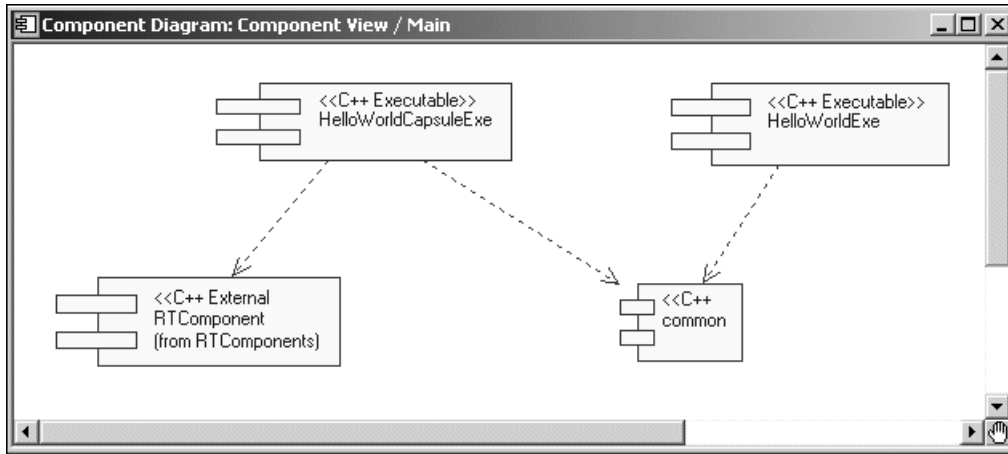 Component Diagram: Component View / Main
<<C++ Executable>>
HelloWorldCapsuleExe
<<C++ Executable>>
HelloWorldExe
<<C++ External
RTComponent
(from RTComponents)
<<C++
common